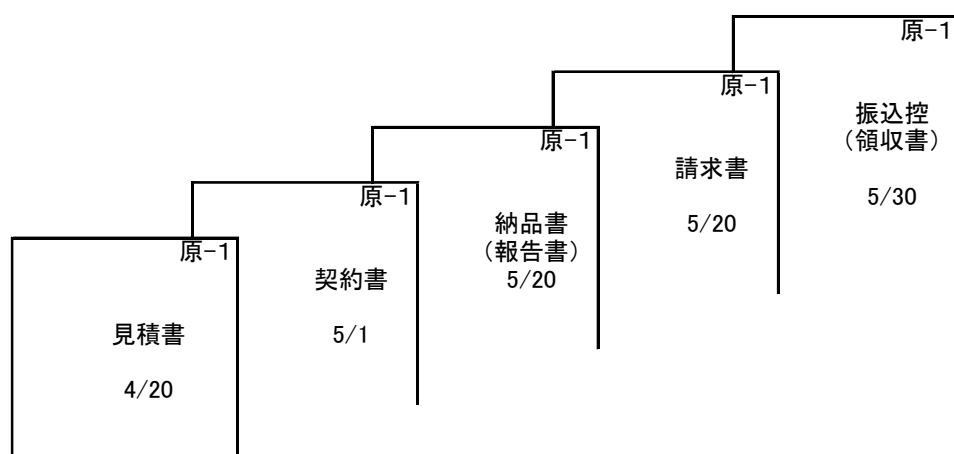 原-1
見積書
4/20
原-1
契約書
5/1
原-1
納品書
（報告書）
5/20
原-1
請求書
5/20
原-1
振込控
（領収書）
5/30